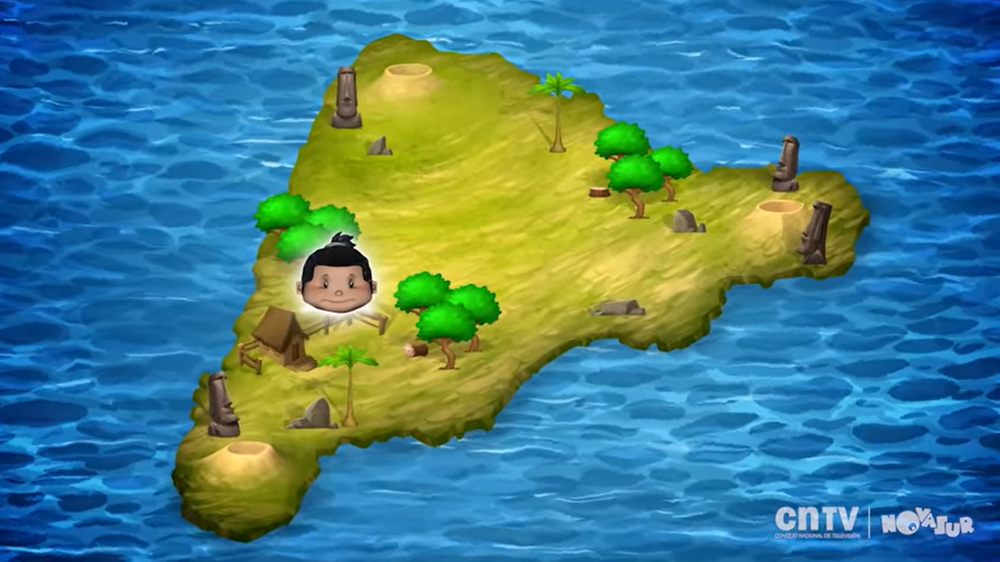 CNTV
CONSEJO NACIONAL DE TELEVISIÓN
NOVASUR